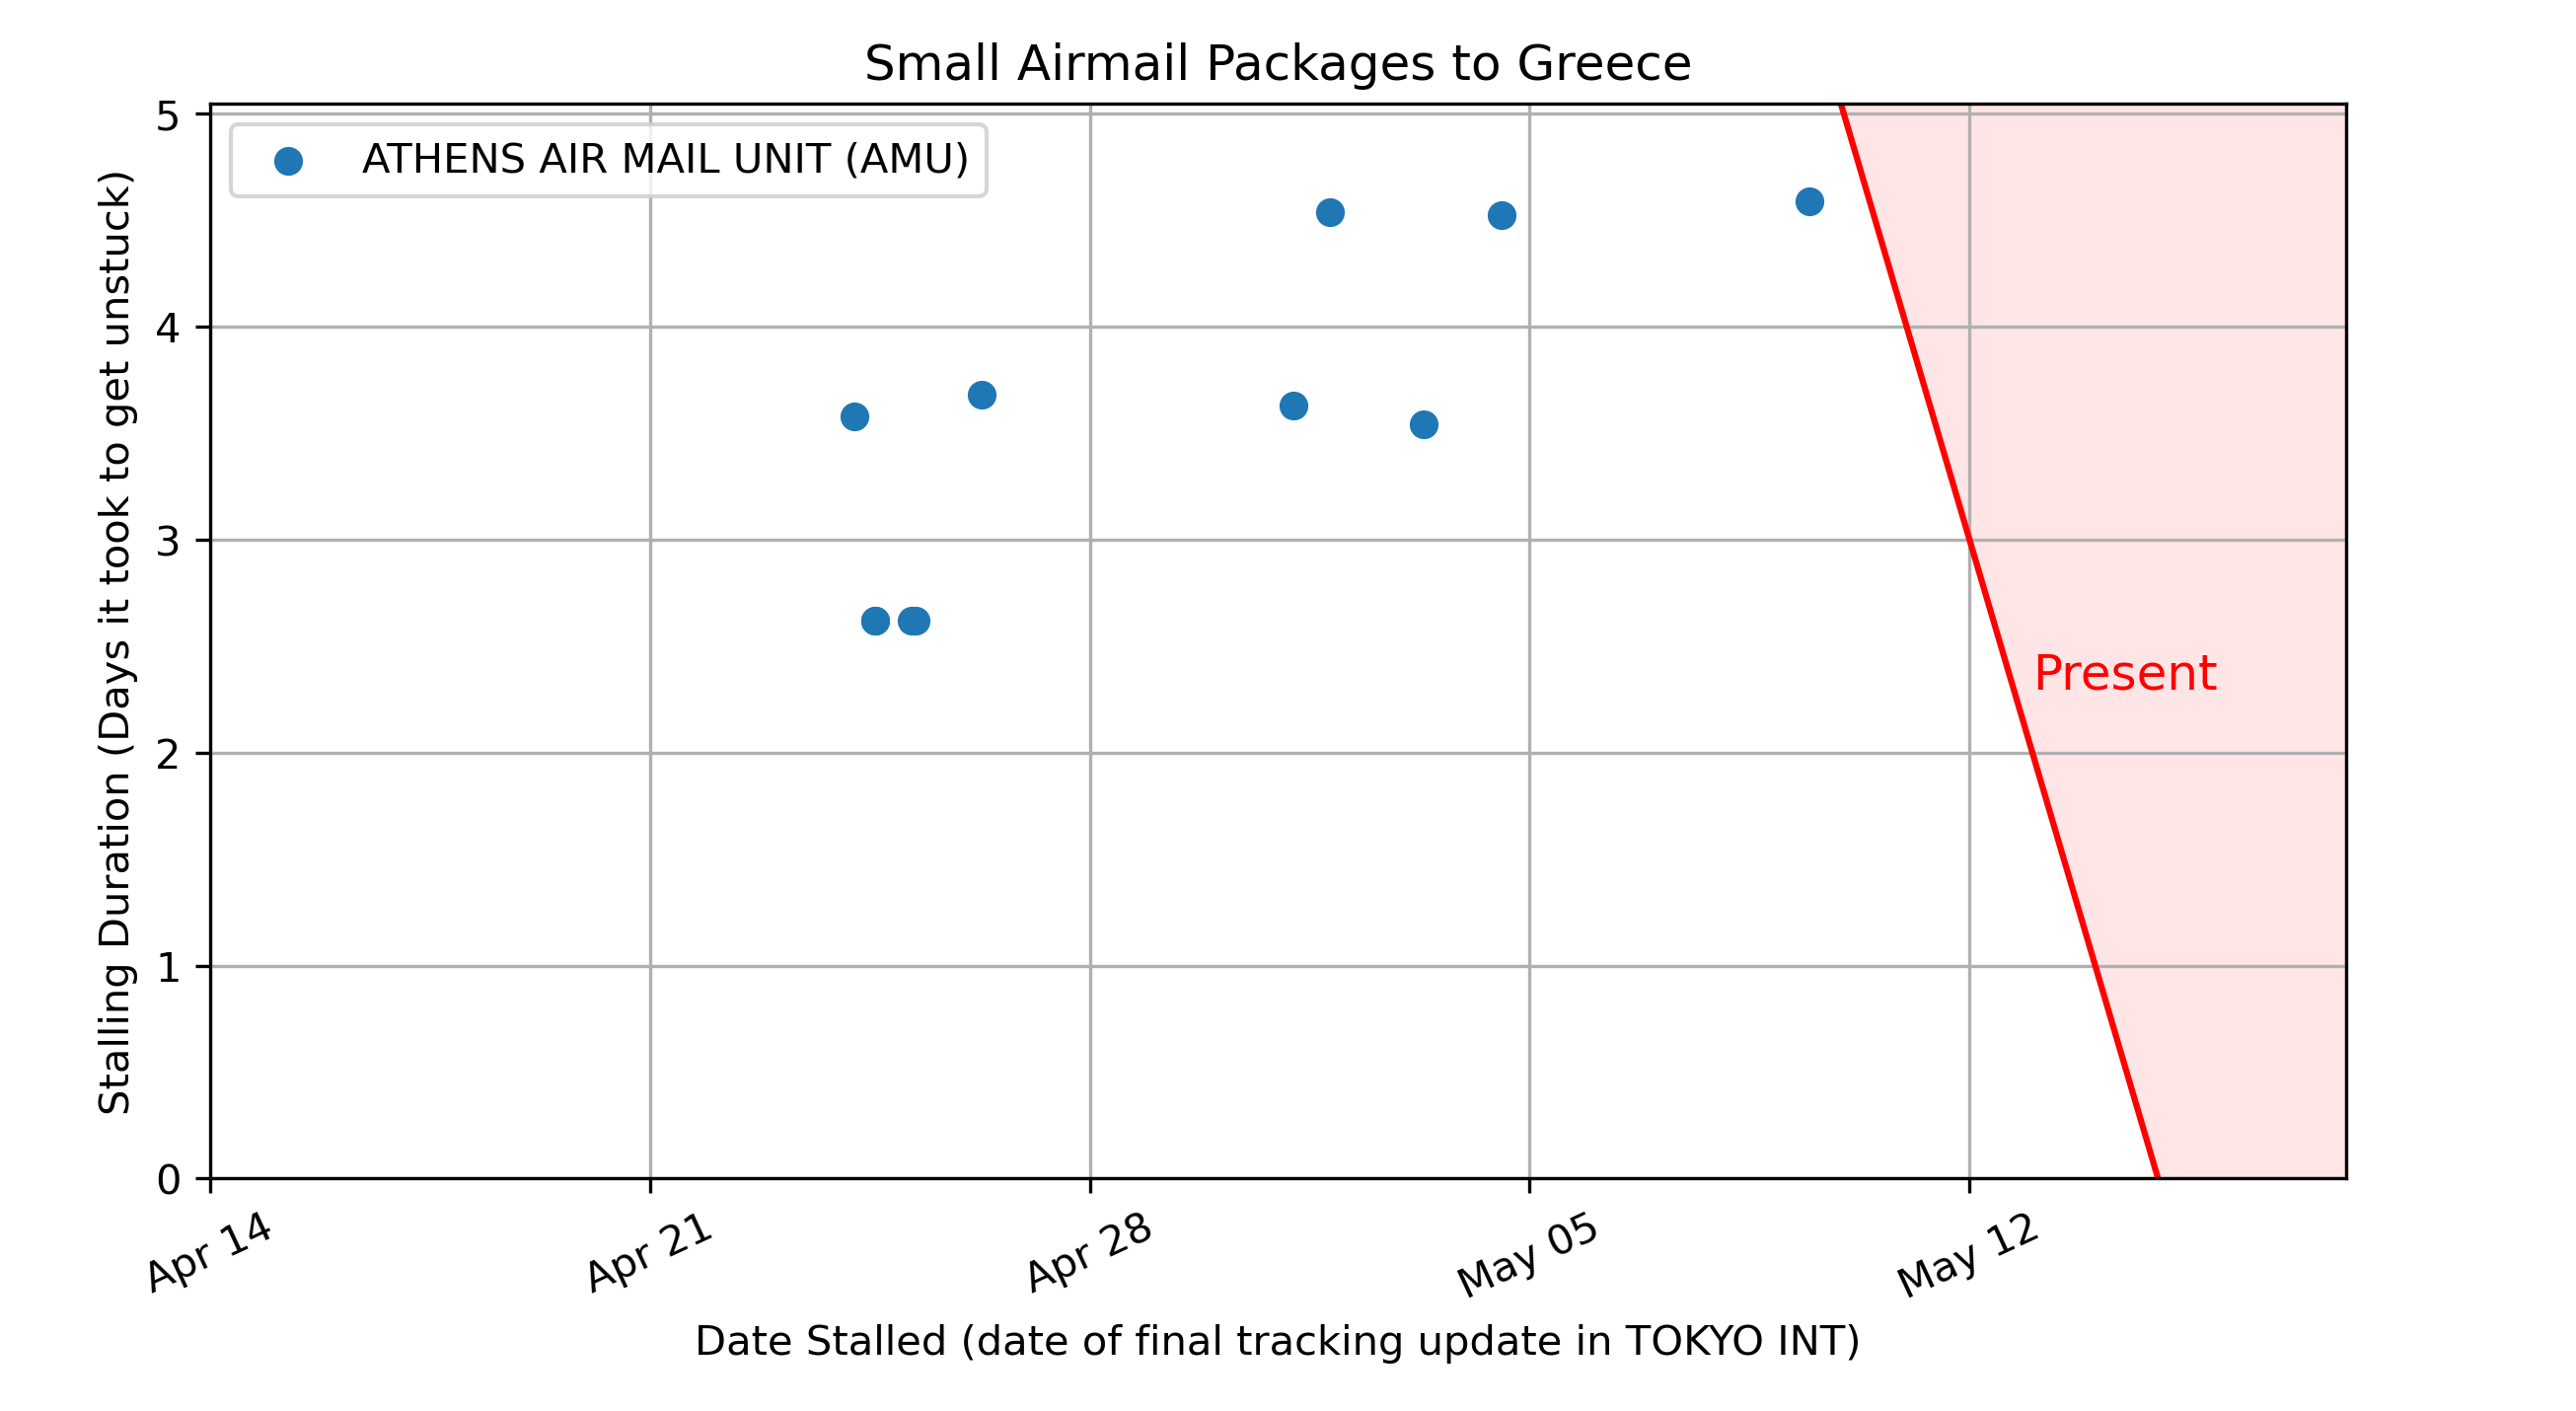 Small Airmail Packages to Greece
ATHENS AIR MAIL UNIT (AMU)
Stalling Duration (Days it took to get unstuck)
5
4
3
2
1
0
Present
Apr 14
Apr 21
Apr 28
May 05
May 12
Date Stalled (date of final tracking update in TOKYO INT)